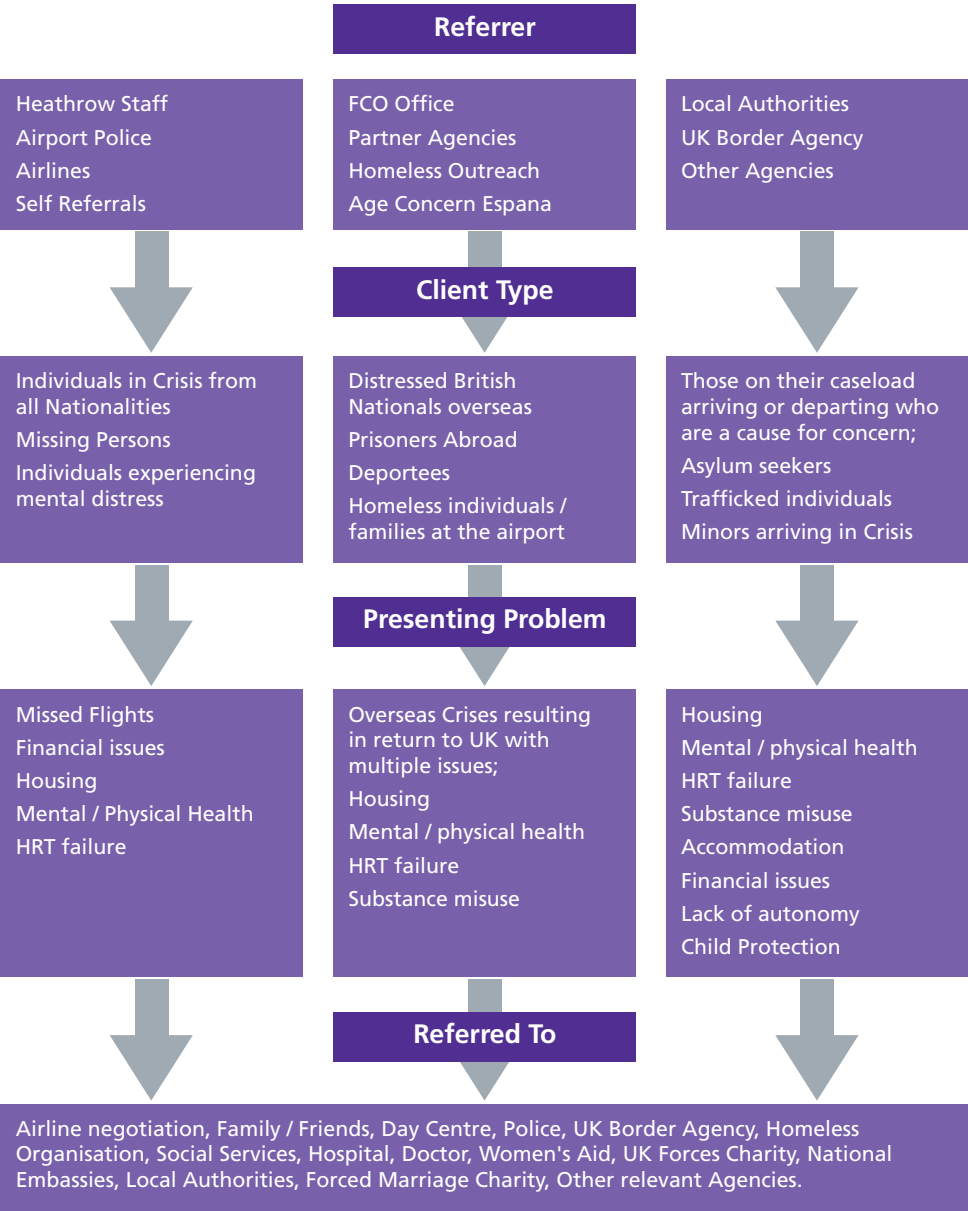 Referrer
Heathrow Staff
Airport Police
Airlines
Self Referrals
FCO Office
Partner Agencies
Homeless Outreach
Age Concern Espana
Local Authorities
UK Border Agency
Other Agencies
Client Type
Individuals in Crisis from
all Nationalities
Missing Persons
Individuals experiencing
mental distress
Distressed British
Nationals overseas
Prisoners Abroad
Deportees
Homeless individuals /
families at the airport
Those on their caseload
arriving or departing who
are a cause for concern;
Asylum seekers
Trafficked individuals
Minors arriving in Crisis
Presenting Problem
Missed Flights
Financial issues
Housing
Mental / Physical Health
HRT failure
Overseas Crises resulting
in return to UK with
multiple issues;
Housing
Mental / physical health
HRT failure
Substance misuse
Housing
Mental / physical health
HRT failure
Substance misuse
Accommodation
Financial issues
Lack of autonomy
Child Protection
Referred To
Airline negotiation, Family / Friends, Day Centre, Police, UK Border Agency, Homeless
Organisation, Social Services, Hospital, Doctor, Women's Aid, UK Forces Charity, National
Embassies, Local Authorities, Forced Marriage Charity, Other relevant Agencies.